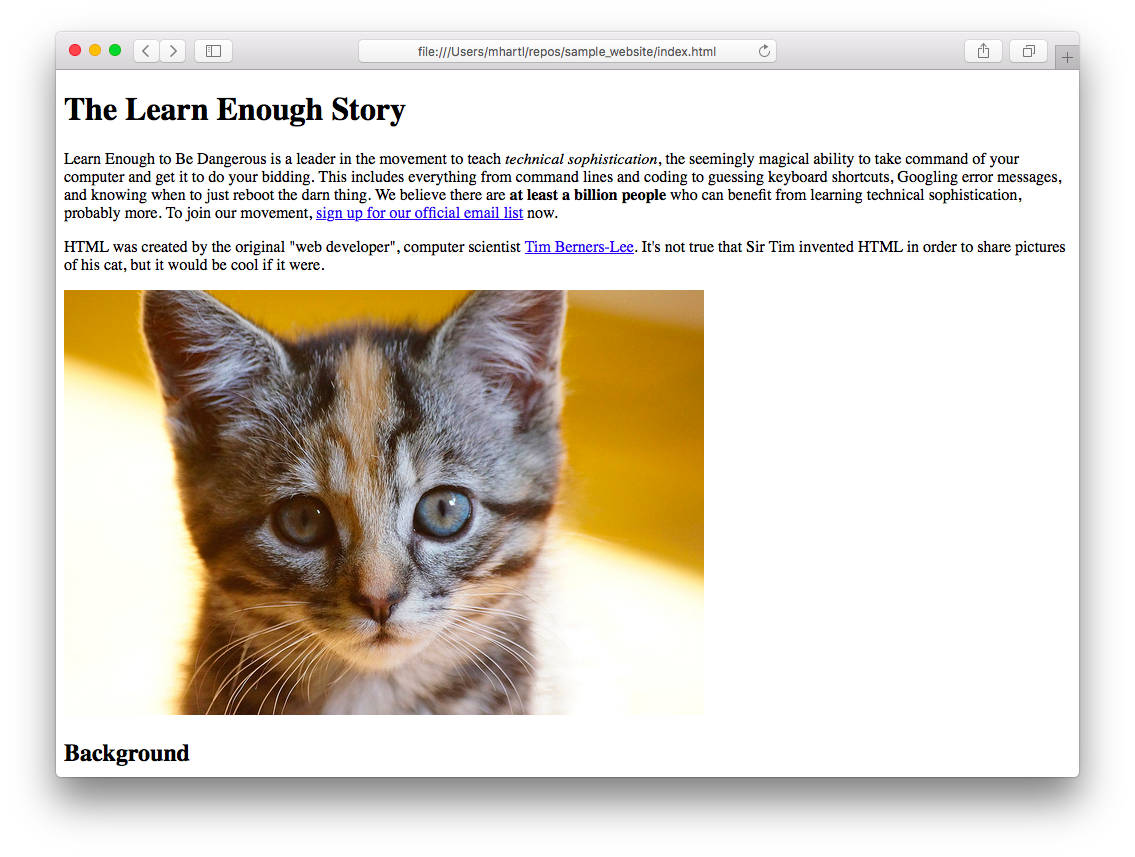 file:///Users/mhartl/repos/sample_website/index.html
The Learn Enough Story
Learn Enough to Be Dangerous is a leader in the movement to teach technical sophistication, the seemingly magical ability to take command of your
computer and get it to do your bidding. This includes everything from command lines and coding to guessing keyboard shortcuts, Googling error messages,
and knowing when to just reboot the darn thing. We believe there are at least a billion people who can benefit from learning technical sophistication,
probably more. To join our movement, sign up for our official email list now.
HTML was created by the original "web developer", computer scientist Tim Berners-Lee. It's not true that Sir Tim invented HTML in order to share pictures
of his cat, but it would be cool if it were.
Background